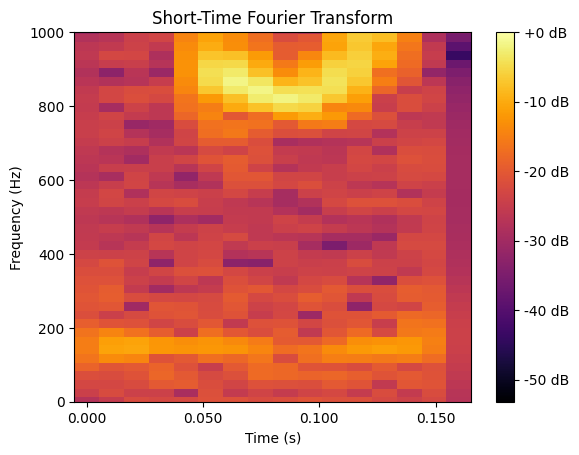 Short-Time Fourier Transform
1000
800
600
400
200
0
Frequency (Hz)
0.000
0.050
0.100
0.150
Time (s)
+0 dB
-10 dB
-20 dB
-30 dB
-40 dB
-50 dB